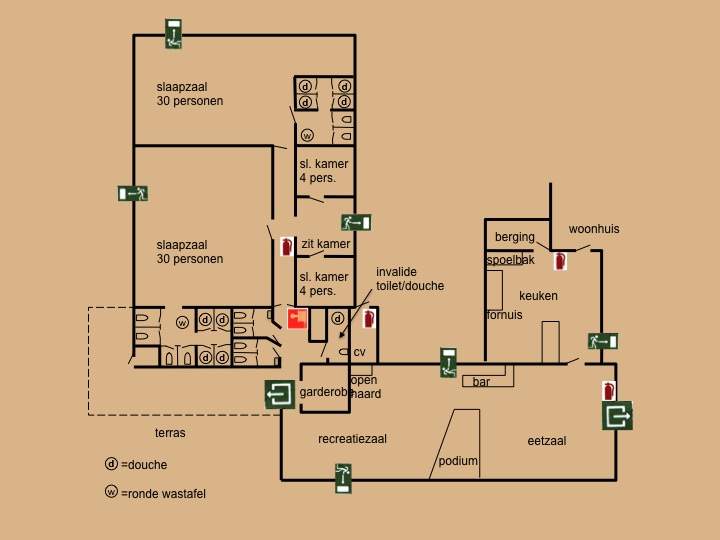 slaapzaal
30 personen
d d
d d
w
sl. kamer
4 pers.
woonhuis
berging
zit kamer
slaapzaal
30 personen
spoelbak
invalide
toilet/douche
sl. kamer
4 pers.
keuken
fornuis
w d d
d
d d
cv
open
haard
garderobe
bar
terras
recreatiezaal
eetzaal
podium
d =douche
w =ronde wastafel